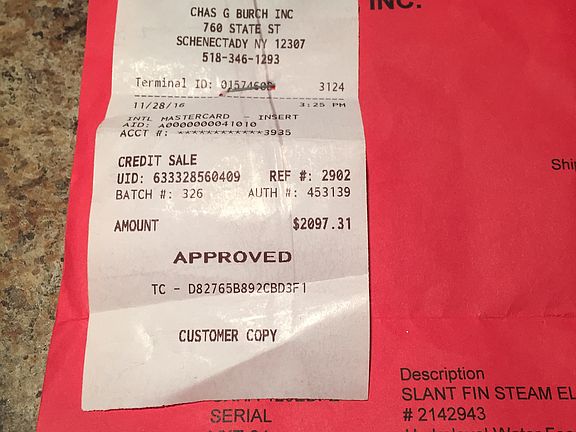 INC.
CHAS G BURCH INC
760 STATE ST
SCHENECTADY NY 12307
518-346-1293
Terminal ID: 3124
11/28/16 3:25 PM
INTL MASTERCARD - INSERT
AID: A0000000041010
ACCT #: ************3935
CREDIT SALE
UID: 633328560409 REF #: 2902
BATCH #: 326 AUTH #: 453139
AMOUNT $2097.31
APPROVED
TC - D82765B892CBD3F1
CUSTOMER COPY
Description
SLANT FIN STEAM
SERIAL # 2142943